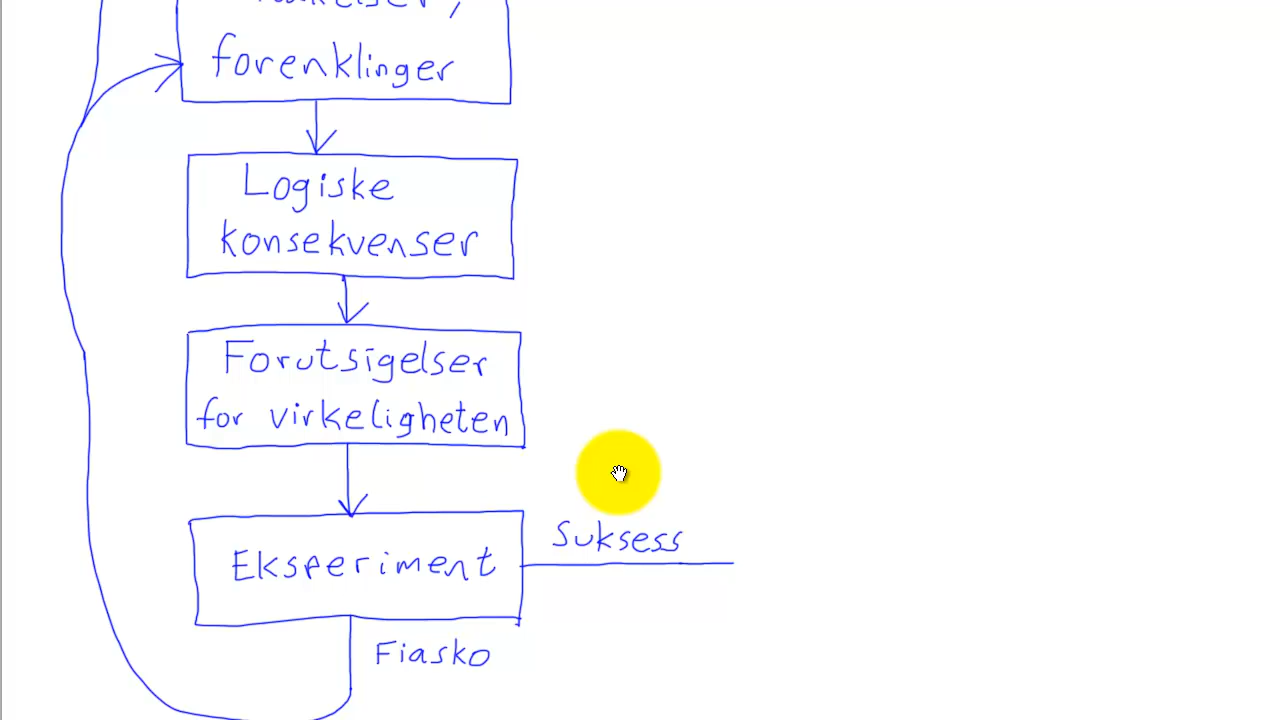 forenklinger
Logiske
konsekvenser
Forutsigelser
for virkeligheten
Suksess
Eksperiment
Fiasko